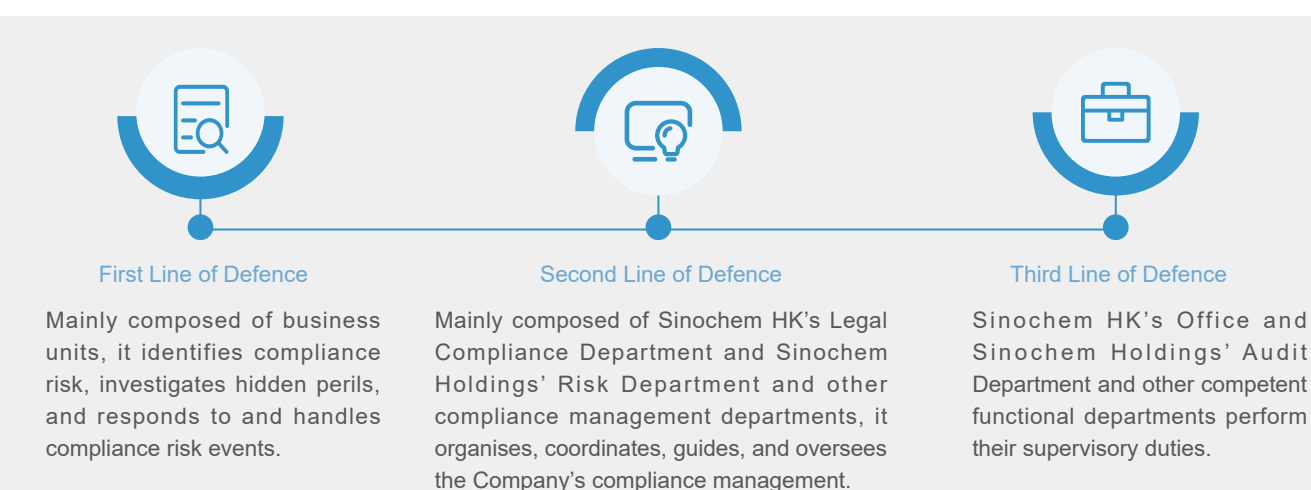 First Line of Defence
Mainly composed of business
units, it identifies compliance
risk, investigates hidden perils,
and responds to and handles
compliance risk events.
Second Line of Defence
Mainly composed of Sinochem HK’s Legal
Compliance Department and Sinochem
Holdings’ Risk Department and other
compliance management departments, it
organises, coordinates, guides, and oversees
the Company’s compliance management.
Third Line of Defence
Sinochem HK’s Office and
Sinochem Holdings’ Audit
Department and other competent
functional departments perform
their supervisory duties.